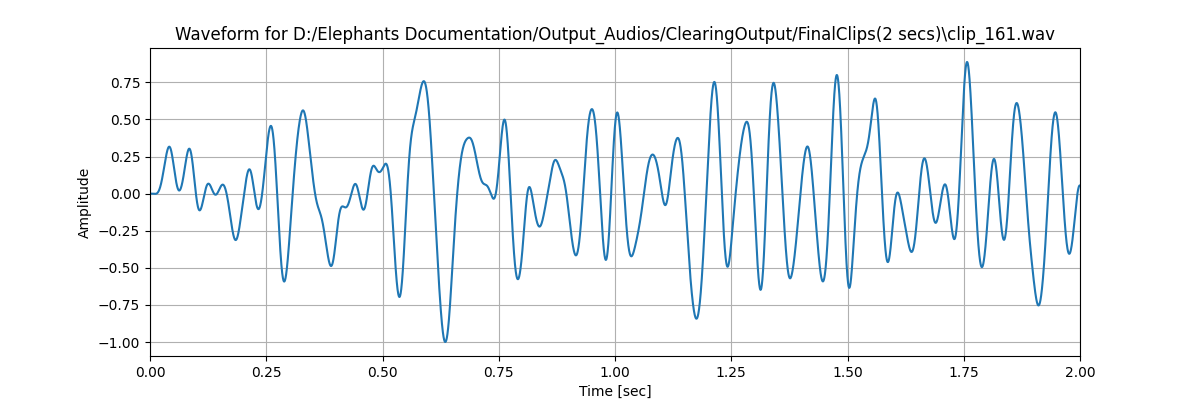 Waveform for D:/Elephants Documentation/Output_Audios/ClearingOutput/FinalClips(2 secs)\clip_161.wav
Amplitude
0.75
0.50
0.25
0.00
−0.25
−0.50
−0.75
−1.00
0.00 0.25 0.50 0.75 1.00 1.25 1.50 1.75 2.00
Time [sec]